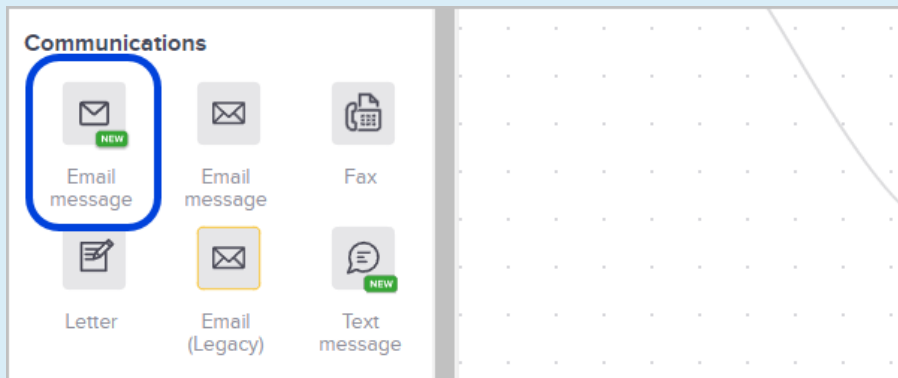 Communications
NEW
Email
message
Email
message
Fax
Letter
Email
(Legacy)
NEW
Text
message